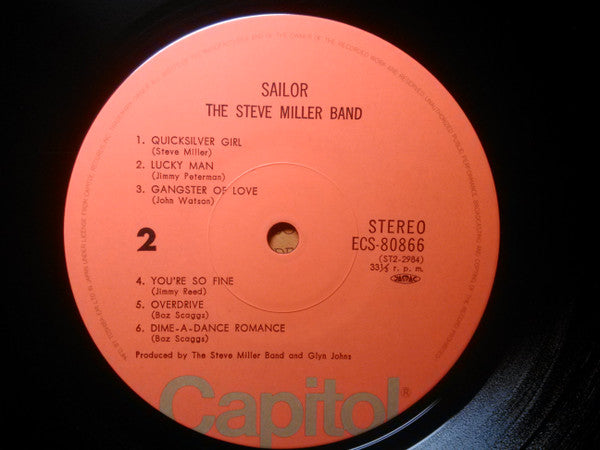 SAILOR
THE STEVE MILLER BAND
1. QUICKSILVER GIRL
(Steve Miller)
2. LUCKY MAN
(Jimmy Peterman)
3. GANGSTER OF LOVE
(John Watson)
2
STEREO
ECS-80866
(ST2-2984)
33⅓ r. p. m.
4. YOU'RE SO FINE
(Jimmy Reed)
5. OVERDRIVE
(Boz Scaggs)
6. DIME-A-DANCE ROMANCE
(Boz Scaggs)
Produced by The Steve Miller Band and Glyn Johns
Capitol®